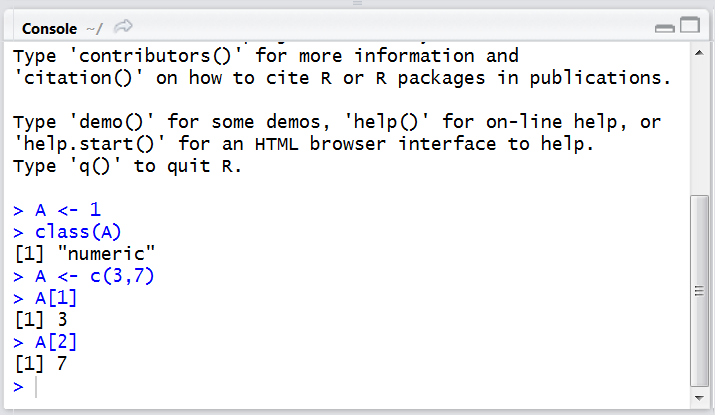 Console ~/
Type 'contributors()' for more information and
'citation()' on how to cite R or R packages in publications.
Type 'demo()' for some demos, 'help()' for on-line help, or
'help.start()' for an HTML browser interface to help.
Type 'q()' to quit R.
> A <- 1
> class(A)
[1] "numeric"
> A <- c(3,7)
> A[1]
[1] 3
> A[2]
[1] 7
>